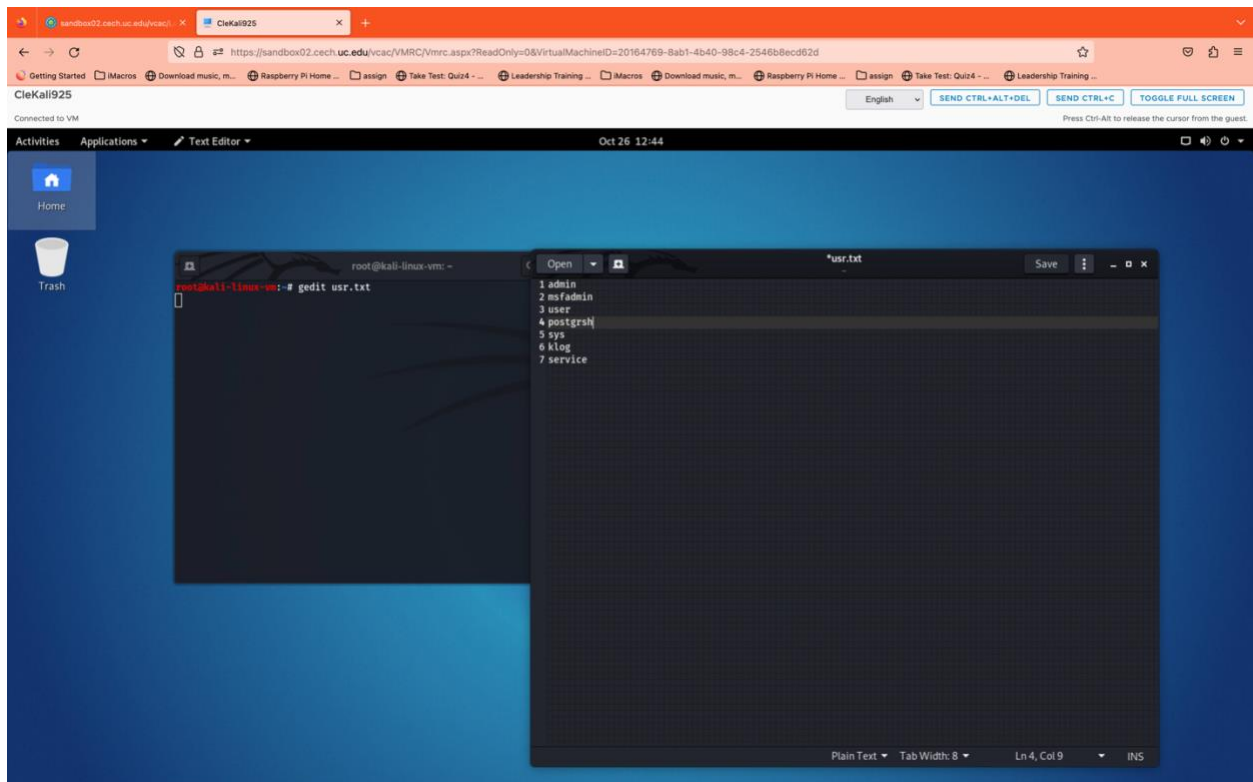 sandbox02.cech.uc.edu/vcac/
CleKali925
https://sandbox02.cech.uc.edu/vcac/VMRC/Vmrc.aspx?ReadOnly=0&VirtualMachineID=20164769-8ab1-4b40-98c4-2546b8ecd62d
Getting Started iMacros Download music, m... Raspberry Pi Home ... assign Take Test: Quiz4 - ... Leadership Training ... iMacros Download music, m... Raspberry Pi Home ... assign Take Test: Quiz4 - ... Leadership Training ...
CleKali925 English SEND CTRL+ALT+DEL SEND CTRL+C TOGGLE FULL SCREEN
Connected to VM Press Ctrl-Alt to release the cursor from the guest.
Activities Applications Text Editor Oct 26 12:44
Home
Trash
root@kali-linux-vm: ~
root@kali-linux-vm:~# gedit usr.txt
Open *usr.txt Save
~
1 admin
2 msfadmin
3 user
4 postgrsh
5 sys
6 klog
7 service
Plain Text Tab Width: 8 Ln 4, Col 9 INS